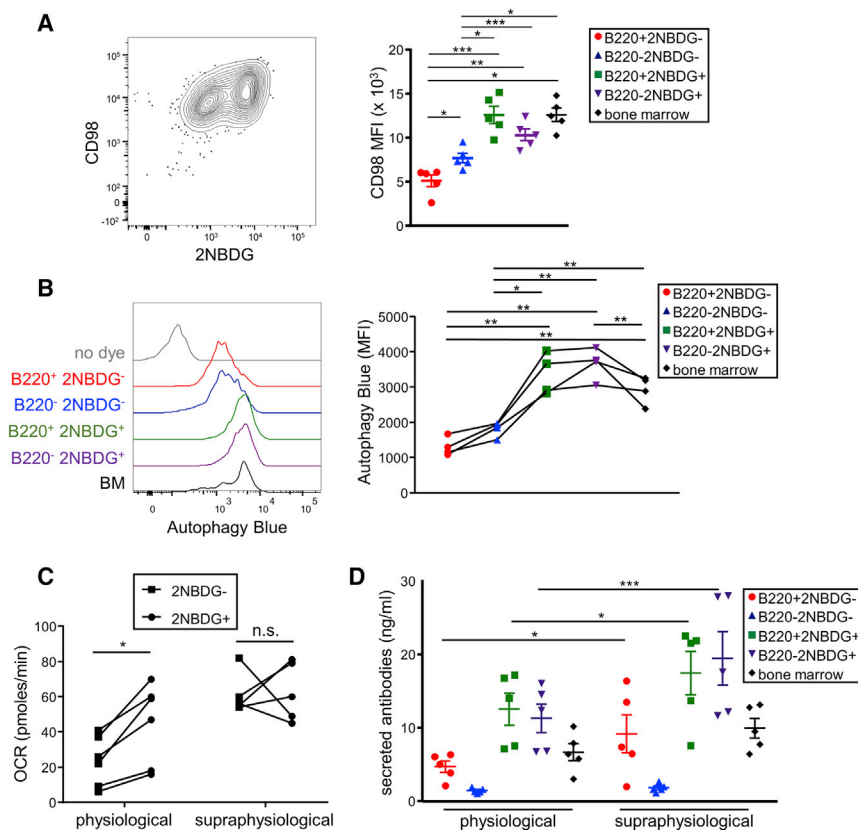 A
CD98
10⁵
10⁴
10³
10²
0
-10²
0
10³
10⁴
10⁵
2NBDG
CD98 MFI (x 10³)
20
15
10
5
0
*
***
*
***
**
*
*
B220+2NBDG-
B220-2NBDG-
B220+2NBDG+
B220-2NBDG+
bone marrow
B
no dye
B220⁺ 2NBDG⁻
B220⁻ 2NBDG⁻
B220⁺ 2NBDG⁺
B220⁻ 2NBDG⁺
BM
0
10³
10⁴
10⁵
Autophagy Blue
Autophagy Blue (MFI)
5000
4000
3000
2000
1000
0
**
**
*
**
**
**
**
B220+2NBDG-
B220-2NBDG-
B220+2NBDG+
B220-2NBDG+
bone marrow
C
2NBDG-
2NBDG+
OCR (pmoles/min)
100
80
60
40
20
0
*
n.s.
physiological
supraphysiological
D
secreted antibodies (ng/ml)
30
20
10
0
***
*
*
B220+2NBDG-
B220-2NBDG-
B220+2NBDG+
B220-2NBDG+
bone marrow
physiological
supraphysiological